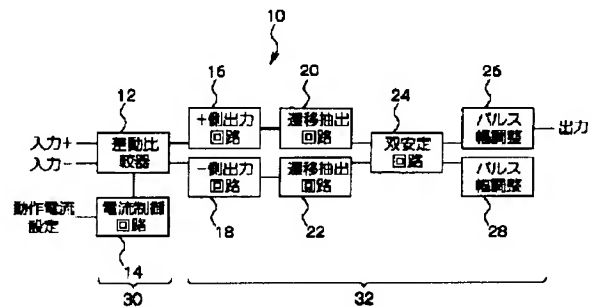 10
12
16
20
24
26
入力+
入力-
差動比
較器
+側出力
回路
遷移抽出
回路
双安定
回路
パルス
幅調整
出力
-側出力
回路
遷移抽出
回路
パルス
幅調整
動作電流
設定
電流制御
回路
14
18
22
28
30
32